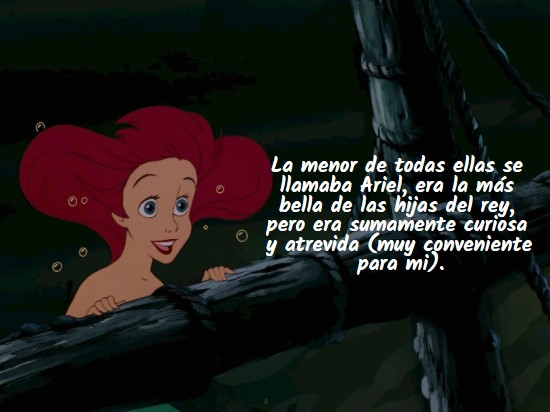 La menor de todas ellas se
llamaba Ariel, era la más
bella de las hijas del rey,
pero era sumamente curiosa
y atrevida (muy conveniente
para mi).